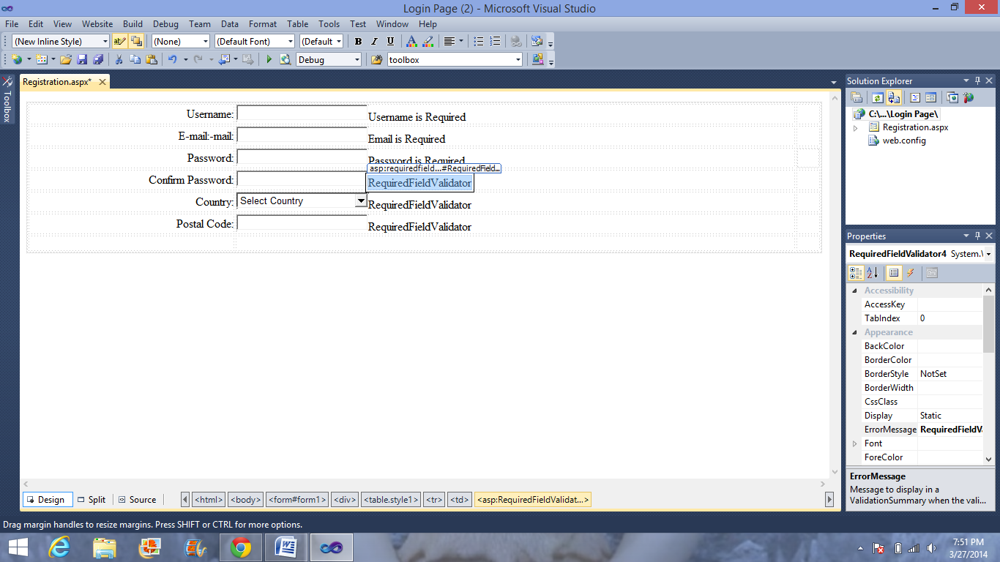 Login Page (2) - Microsoft Visual Studio
File Edit View Website Build Debug Team Data Format Table Tools Test Window Help
(New Inline Style) ab (None) (Default Font) (Default B I U A
Debug toolbox
Toolbox
Registration.aspx*
Username: Username is Required
E-mail:-mail: Email is Required
Password: Password is Required
asp:requiredfield...#RequiredField...
Confirm Password: RequiredFieldValidator
Country: Select Country RequiredFieldValidator
Postal Code: RequiredFieldValidator
Design Split Source <html> <body> <form#form1> <div> <table.style1> <tr> <td> <asp:RequiredFieldValidat...>
Solution Explorer
C:\...\Login Page\
Registration.aspx
web.config
Properties
RequiredFieldValidator4 System.\
Accessibility
AccessKey
TabIndex 0
Appearance
BackColor
BorderColor
BorderStyle NotSet
BorderWidth
CssClass
Display Static
ErrorMessage RequiredFieldVa
Font
ForeColor
ErrorMessage
Message to display in a
ValidationSummary when the vali...
Drag margin handles to resize margins. Press SHIFT or CTRL for more options.
7:51 PM
3/27/2014